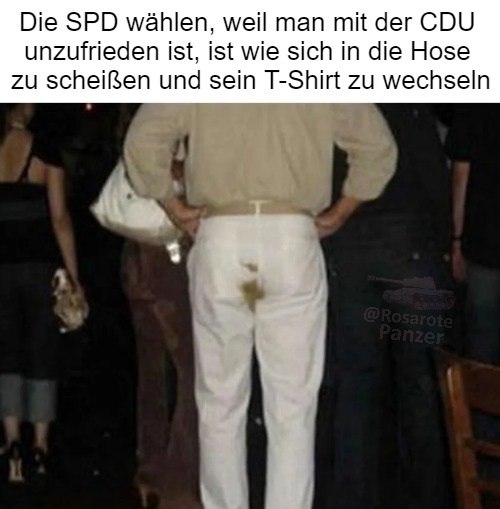 Die SPD wählen, weil man mit der CDU
unzufrieden ist, ist wie sich in die Hose
zu scheißen und sein T-Shirt zu wechseln
@Rosarote
Panzer